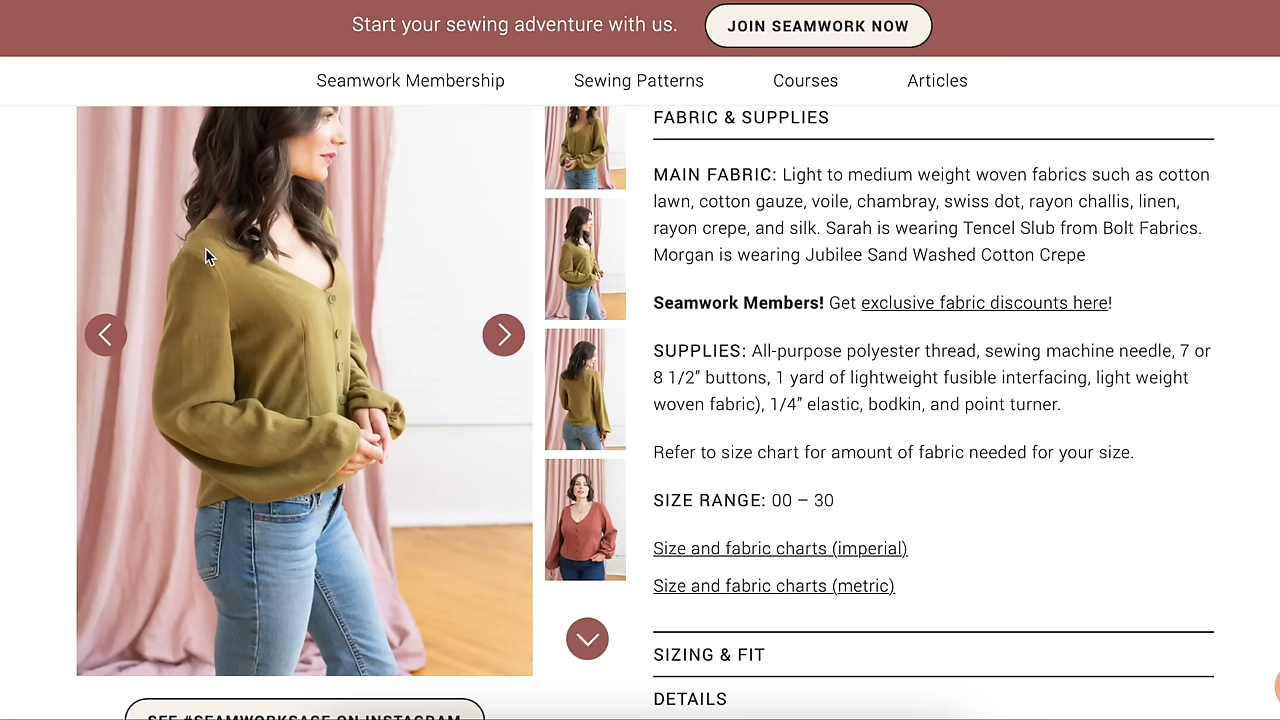 Start your sewing adventure with us.
JOIN SEAMWORK NOW
Seamwork Membership
Sewing Patterns
Courses
Articles
FABRIC & SUPPLIES
MAIN FABRIC: Light to medium weight woven fabrics such as cotton
lawn, cotton gauze, voile, chambray, swiss dot, rayon challis, linen,
rayon crepe, and silk. Sarah is wearing Tencel Slub from Bolt Fabrics.
Morgan is wearing Jubilee Sand Washed Cotton Crepe
Seamwork Members! Get exclusive fabric discounts here!
SUPPLIES: All-purpose polyester thread, sewing machine needle, 7 or
8 1/2” buttons, 1 yard of lightweight fusible interfacing, light weight
woven fabric), 1/4” elastic, bodkin, and point turner.
Refer to size chart for amount of fabric needed for your size.
SIZE RANGE: 00 – 30
Size and fabric charts (imperial)
Size and fabric charts (metric)
SIZING & FIT
DETAILS
SEE #SEAMWORKSAGE ON INSTAGRAM